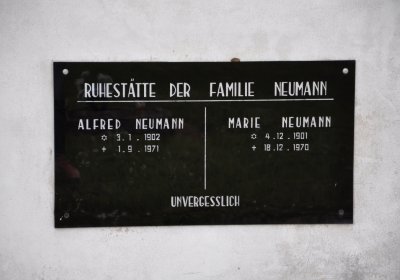 RUHESTÄTTE DER FAMILIE NEUMANN
ALFRED NEUMANN
✡ 3.1.1902
+ 1.9.1971
MARIE NEUMANN
✡ 4.12.1901
+ 18.12.1970
UNVERGESSLICH